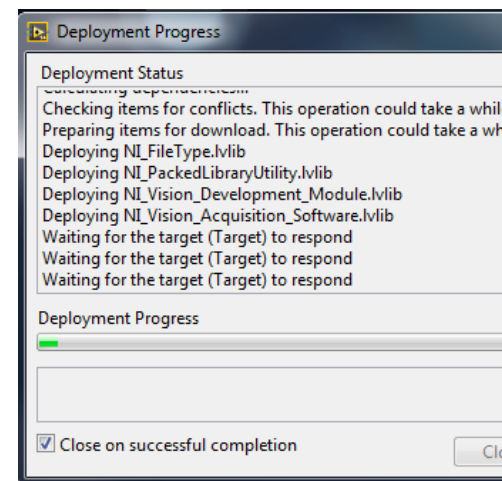 Deployment Progress
Deployment Status
Calculating dependencies...
Checking items for conflicts. This operation could take a whil
Preparing items for download. This operation could take a wh
Deploying NI_FileType.lvlib
Deploying NI_PackedLibraryUtility.lvlib
Deploying NI_Vision_Development_Module.lvlib
Deploying NI_Vision_Acquisition_Software.lvlib
Waiting for the target (Target) to respond
Waiting for the target (Target) to respond
Waiting for the target (Target) to respond
Deployment Progress
Close on successful completion
Clo